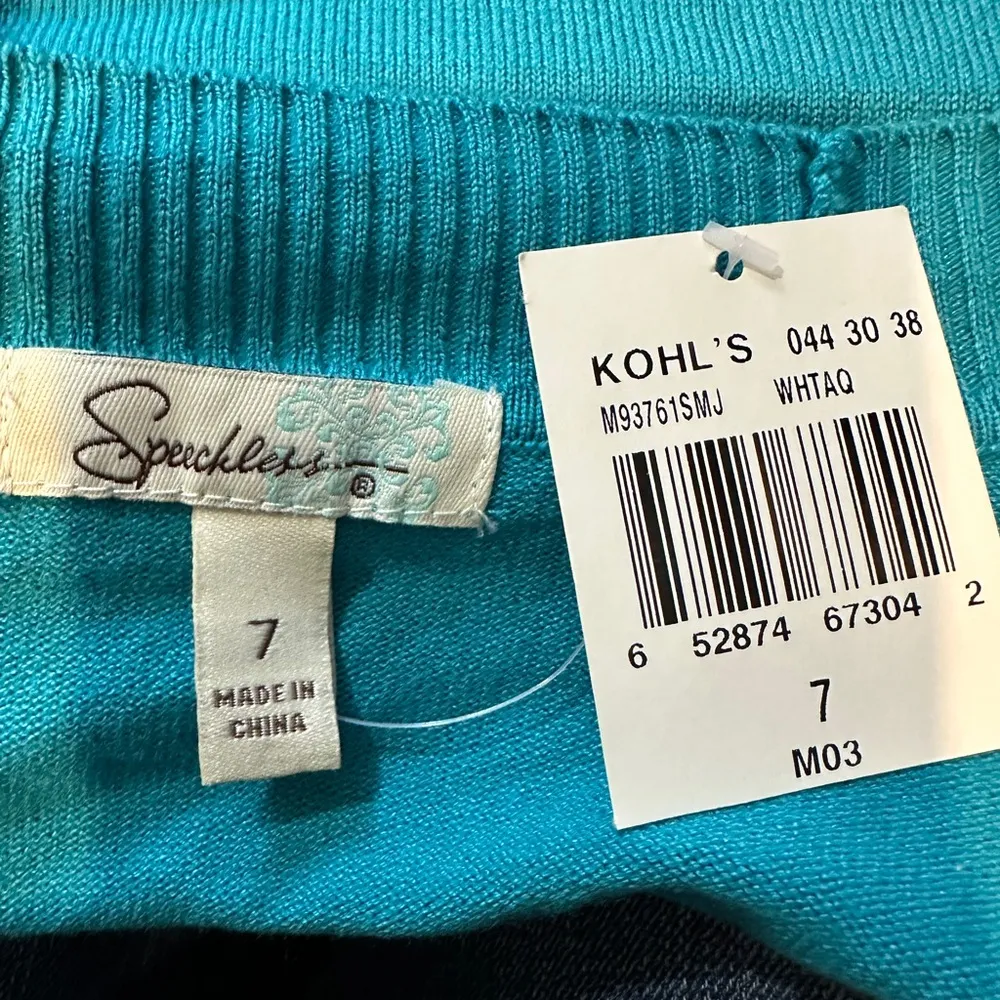 Speechless
®
7
MADE IN
CHINA
KOHL'S 044 30 38
M93761SMJ WHTAQ
6 52874 67304 2
7
M03